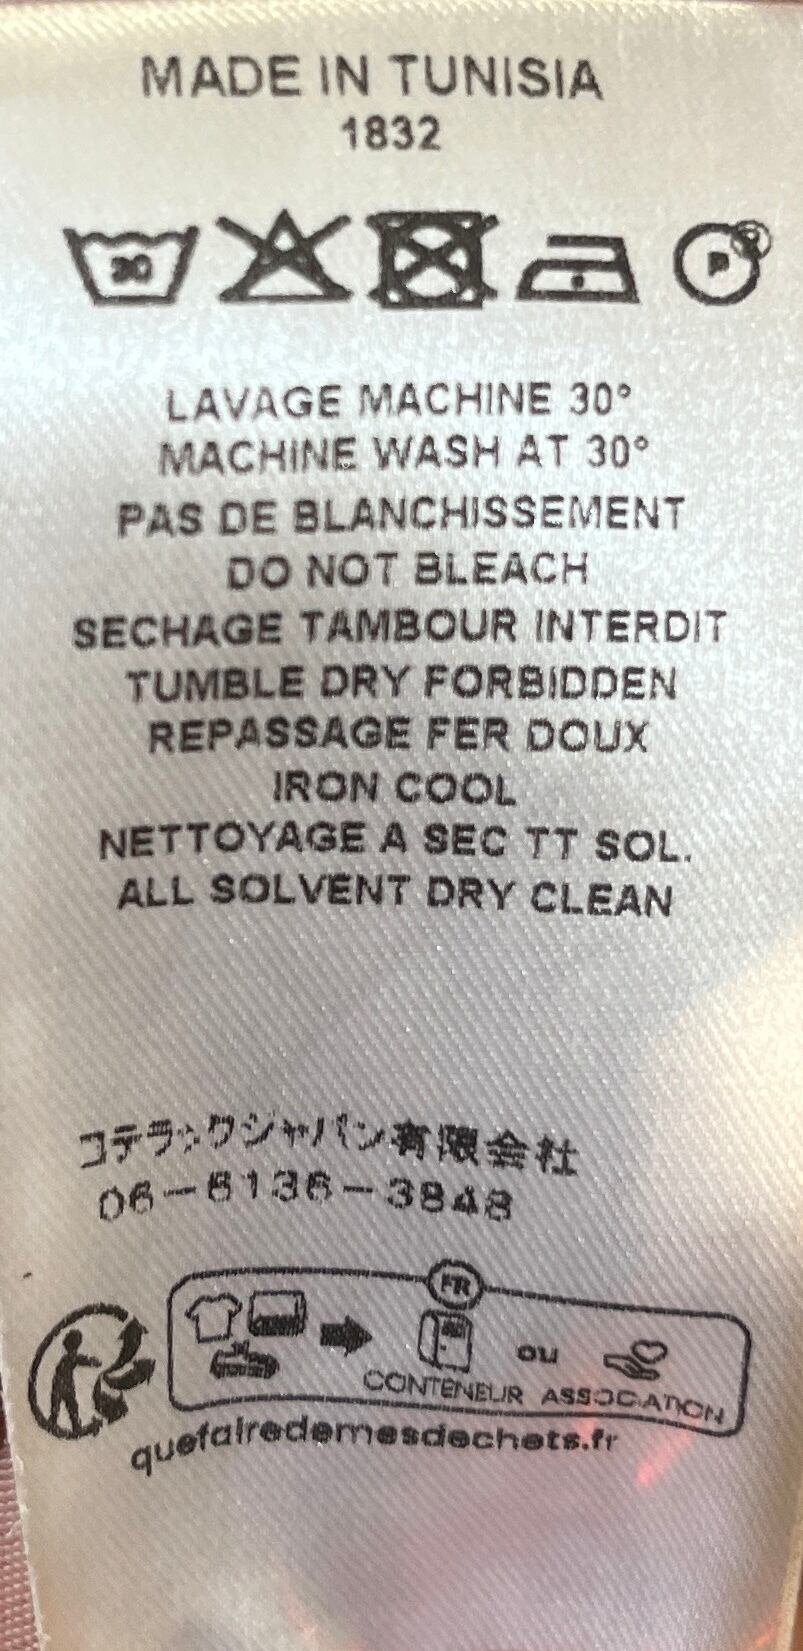 MADE IN TUNISIA
1832
30 P
LAVAGE MACHINE 30°
MACHINE WASH AT 30°
PAS DE BLANCHISSEMENT
DO NOT BLEACH
SECHAGE TAMBOUR INTERDIT
TUMBLE DRY FORBIDDEN
REPASSAGE FER DOUX
IRON COOL
NETTOYAGE A SEC TT SOL.
ALL SOLVENT DRY CLEAN
コテラックジャパン有限会社
06-6136-3848
FR
ou
CONTENEUR ASSOCIATION
quefairedemesdechets.fr